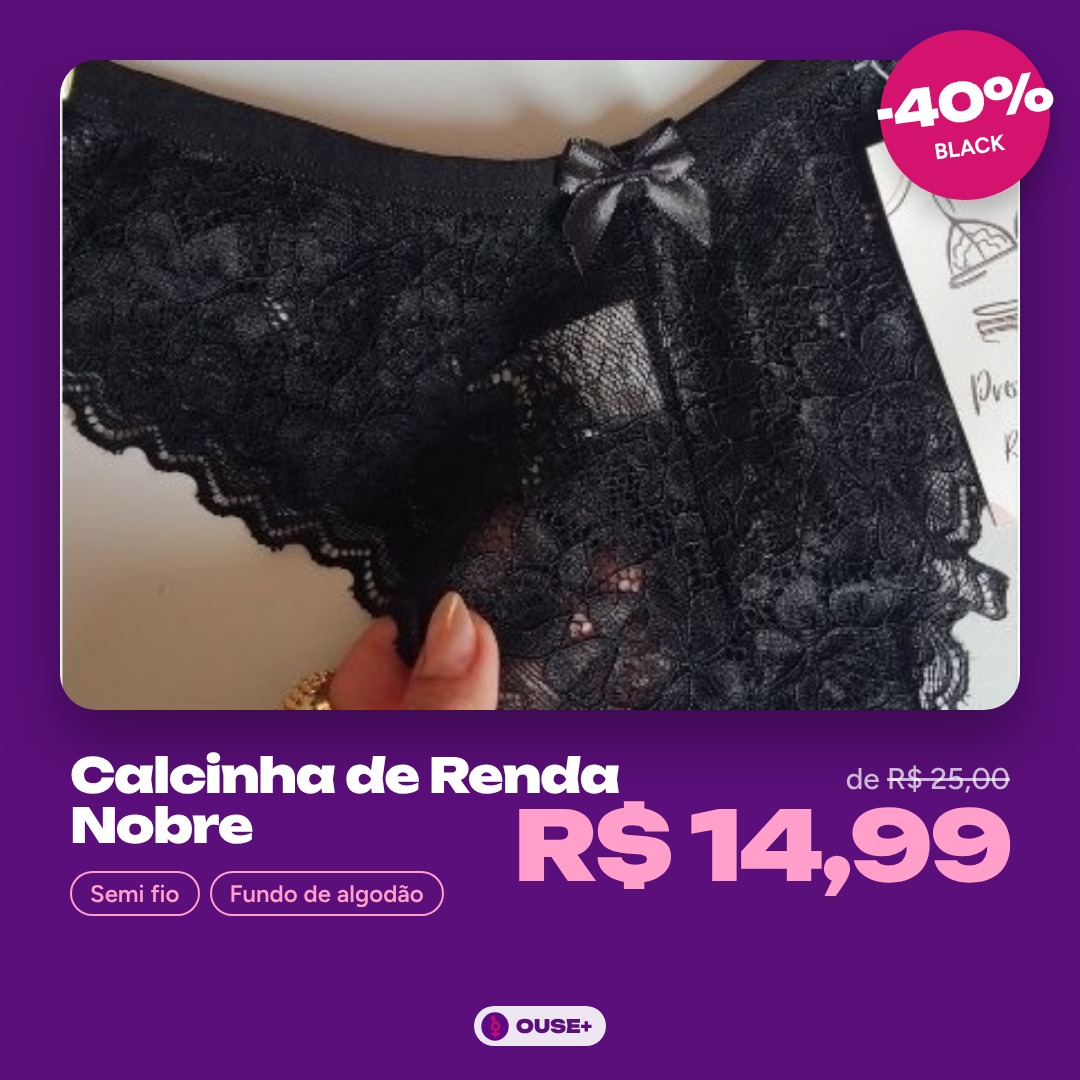 -40%
BLACK
Calcinha de Renda
Nobre
de R$ 25,00
R$ 14,99
Semi fio
Fundo de algodão
OUSE+